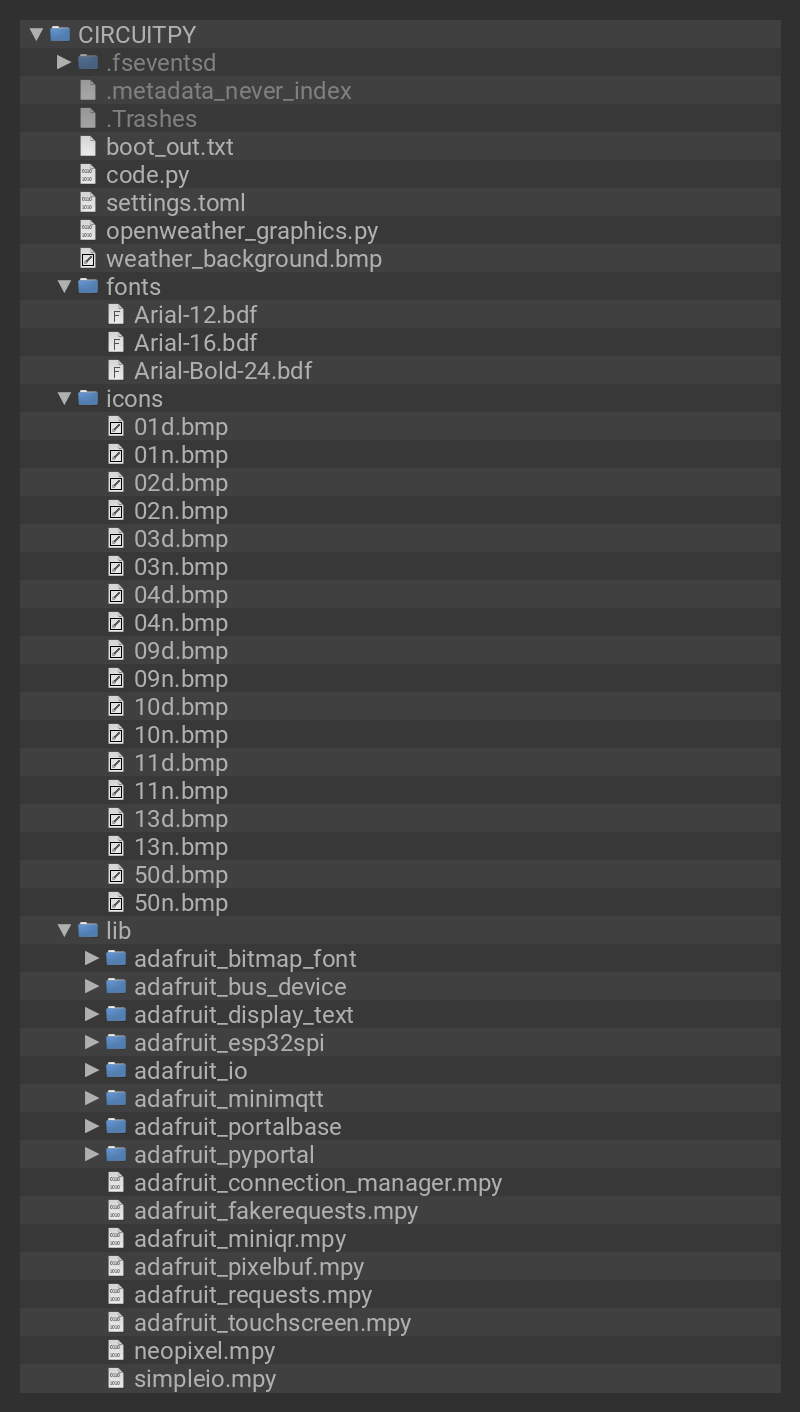 CIRCUITPY
.fseventsd
.metadata_never_index
.Trashes
boot_out.txt
code.py
settings.toml
openweather_graphics.py
weather_background.bmp
fonts
Arial-12.bdf
Arial-16.bdf
Arial-Bold-24.bdf
icons
01d.bmp
01n.bmp
02d.bmp
02n.bmp
03d.bmp
03n.bmp
04d.bmp
04n.bmp
09d.bmp
09n.bmp
10d.bmp
10n.bmp
11d.bmp
11n.bmp
13d.bmp
13n.bmp
50d.bmp
50n.bmp
lib
adafruit_bitmap_font
adafruit_bus_device
adafruit_display_text
adafruit_esp32spi
adafruit_io
adafruit_minimqtt
adafruit_portalbase
adafruit_pyportal
adafruit_connection_manager.mpy
adafruit_fakerequests.mpy
adafruit_miniqr.mpy
adafruit_pixelbuf.mpy
adafruit_requests.mpy
adafruit_touchscreen.mpy
neopixel.mpy
simpleio.mpy